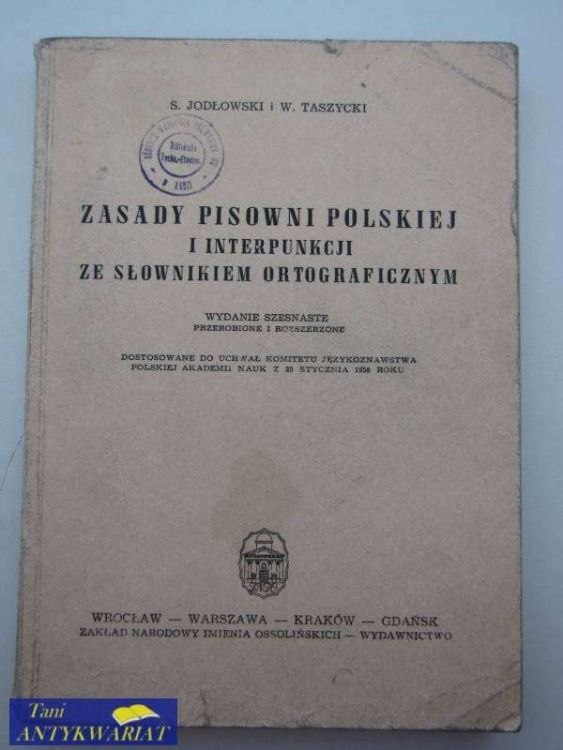 S. JODŁOWSKI i W. TASZYCKI
ZASADY PISOWNI POLSKIEJ
I INTERPUNKCJI
ZE SŁOWNIKIEM ORTOGRAFICZNYM
WYDANIE SZESNASTE
PRZEROBIONE I ROZSZERZONE
DOSTOSOWANE DO UCHWAŁ KOMITETU JĘZYKOZNAWSTWA
POLSKIEJ AKADEMII NAUK Z 20 STYCZNIA 1956 ROKU
WROCŁAW — WARSZAWA — KRAKÓW — GDAŃSK
ZAKŁAD NARODOWY IMIENIA OSSOLIŃSKICH — WYDAWNICTWO
Tani
ANTYKWARIAT